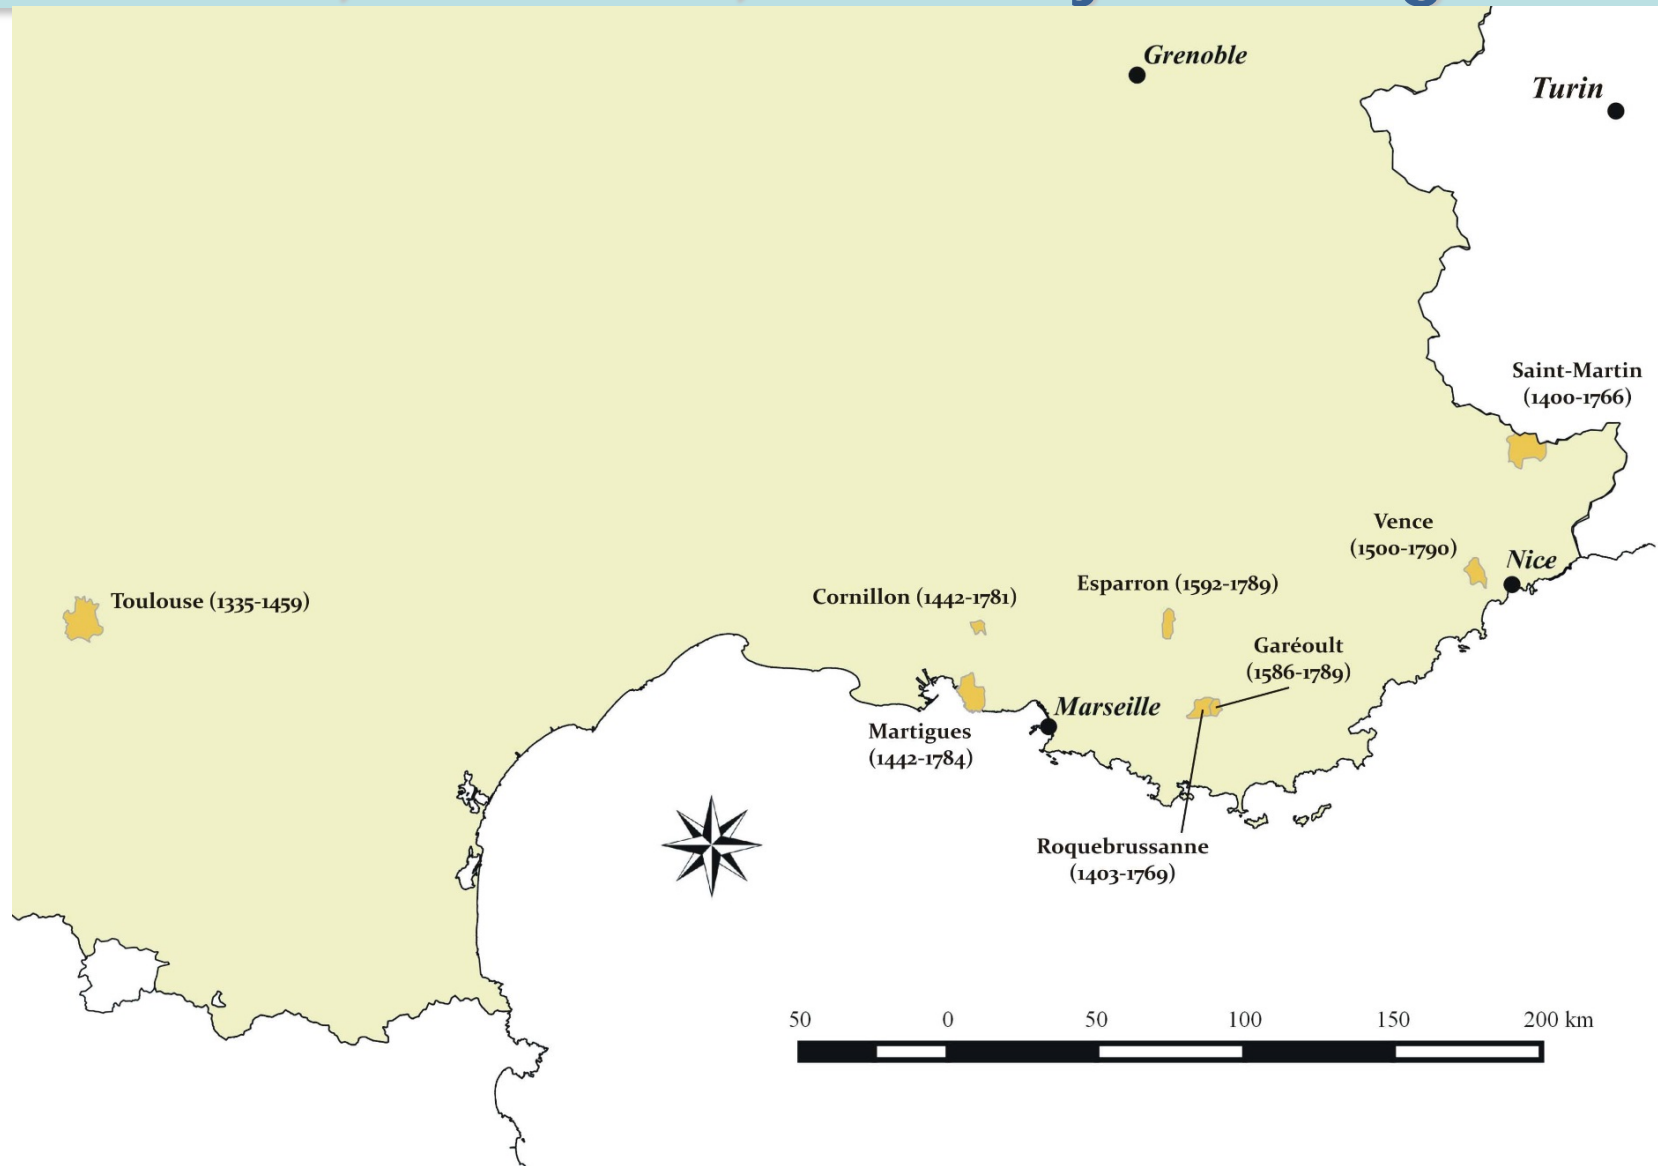 Grenoble
Turin
Saint-Martin
(1400-1766)
Vence
(1500-1790)
Nice
Toulouse (1335-1459)
Cornillon (1442-1781)
Esparron (1592-1789)
Garéoult
(1586-1789)
Marseille
Martigues
(1442-1784)
Roquebrussanne
(1403-1769)
50 0 50 100 150 200 km